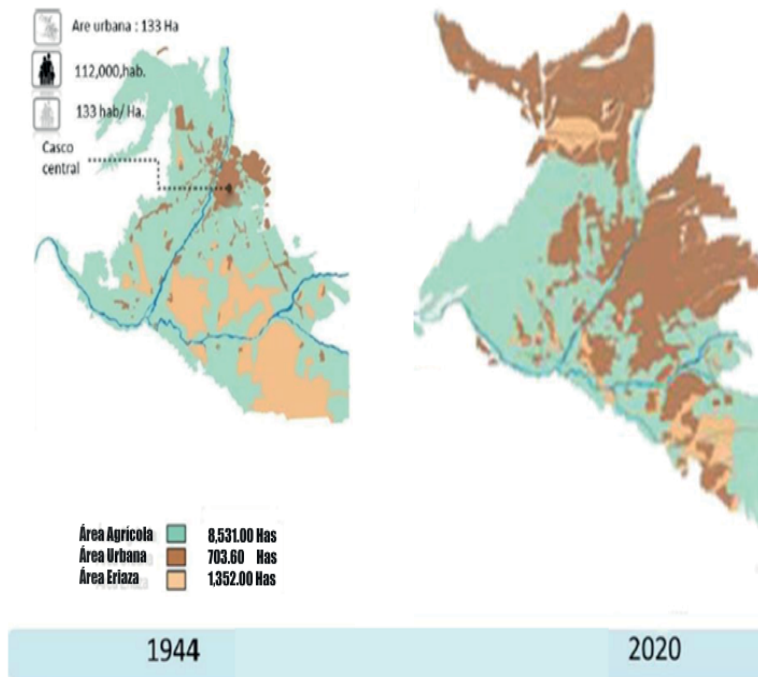 Are urbana : 133 Ha
112,000,hab.
133 hab/ Ha.
Casco
central
Área Agrícola 8,531.00 Has
Área Urbana 703.60 Has
Área Eriaza 1,352.00 Has
1944
2020